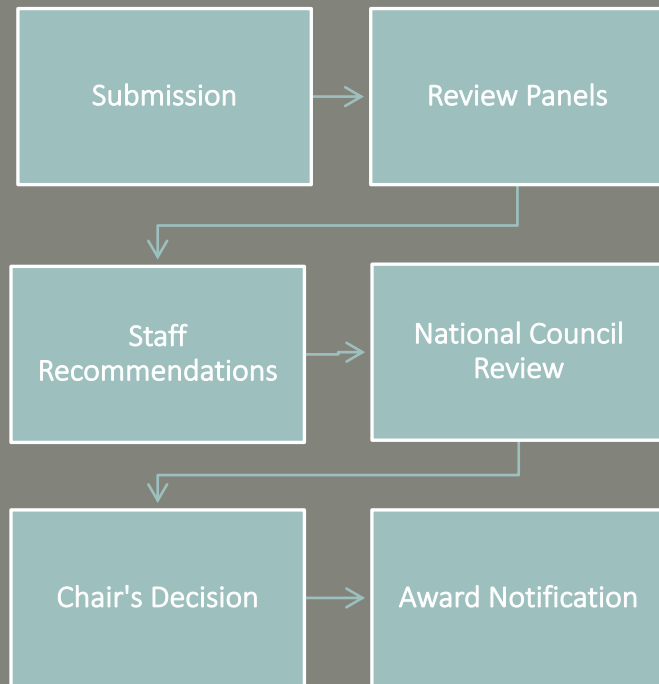 Submission
Review Panels
Staff
Recommendations
National Council
Review
Chair's Decision
Award Notification